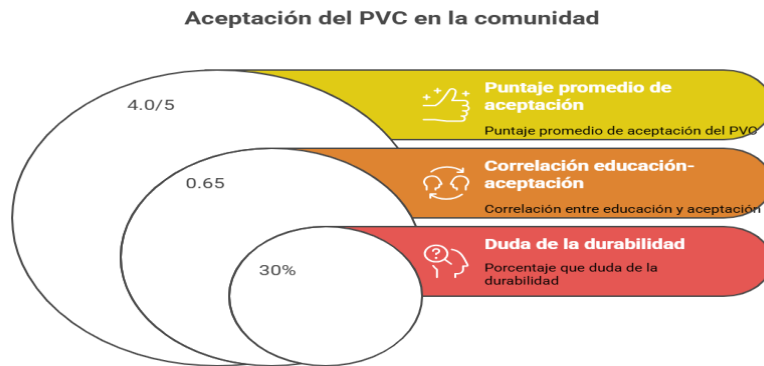 Aceptación del PVC en la comunidad
4.0/5
Puntaje promedio de
aceptación
Puntaje promedio de aceptación del PVC
0.65
Correlación educación-
aceptación
Correlación entre educación y aceptación
30%
Duda de la durabilidad
Porcentaje que duda de la
durabilidad